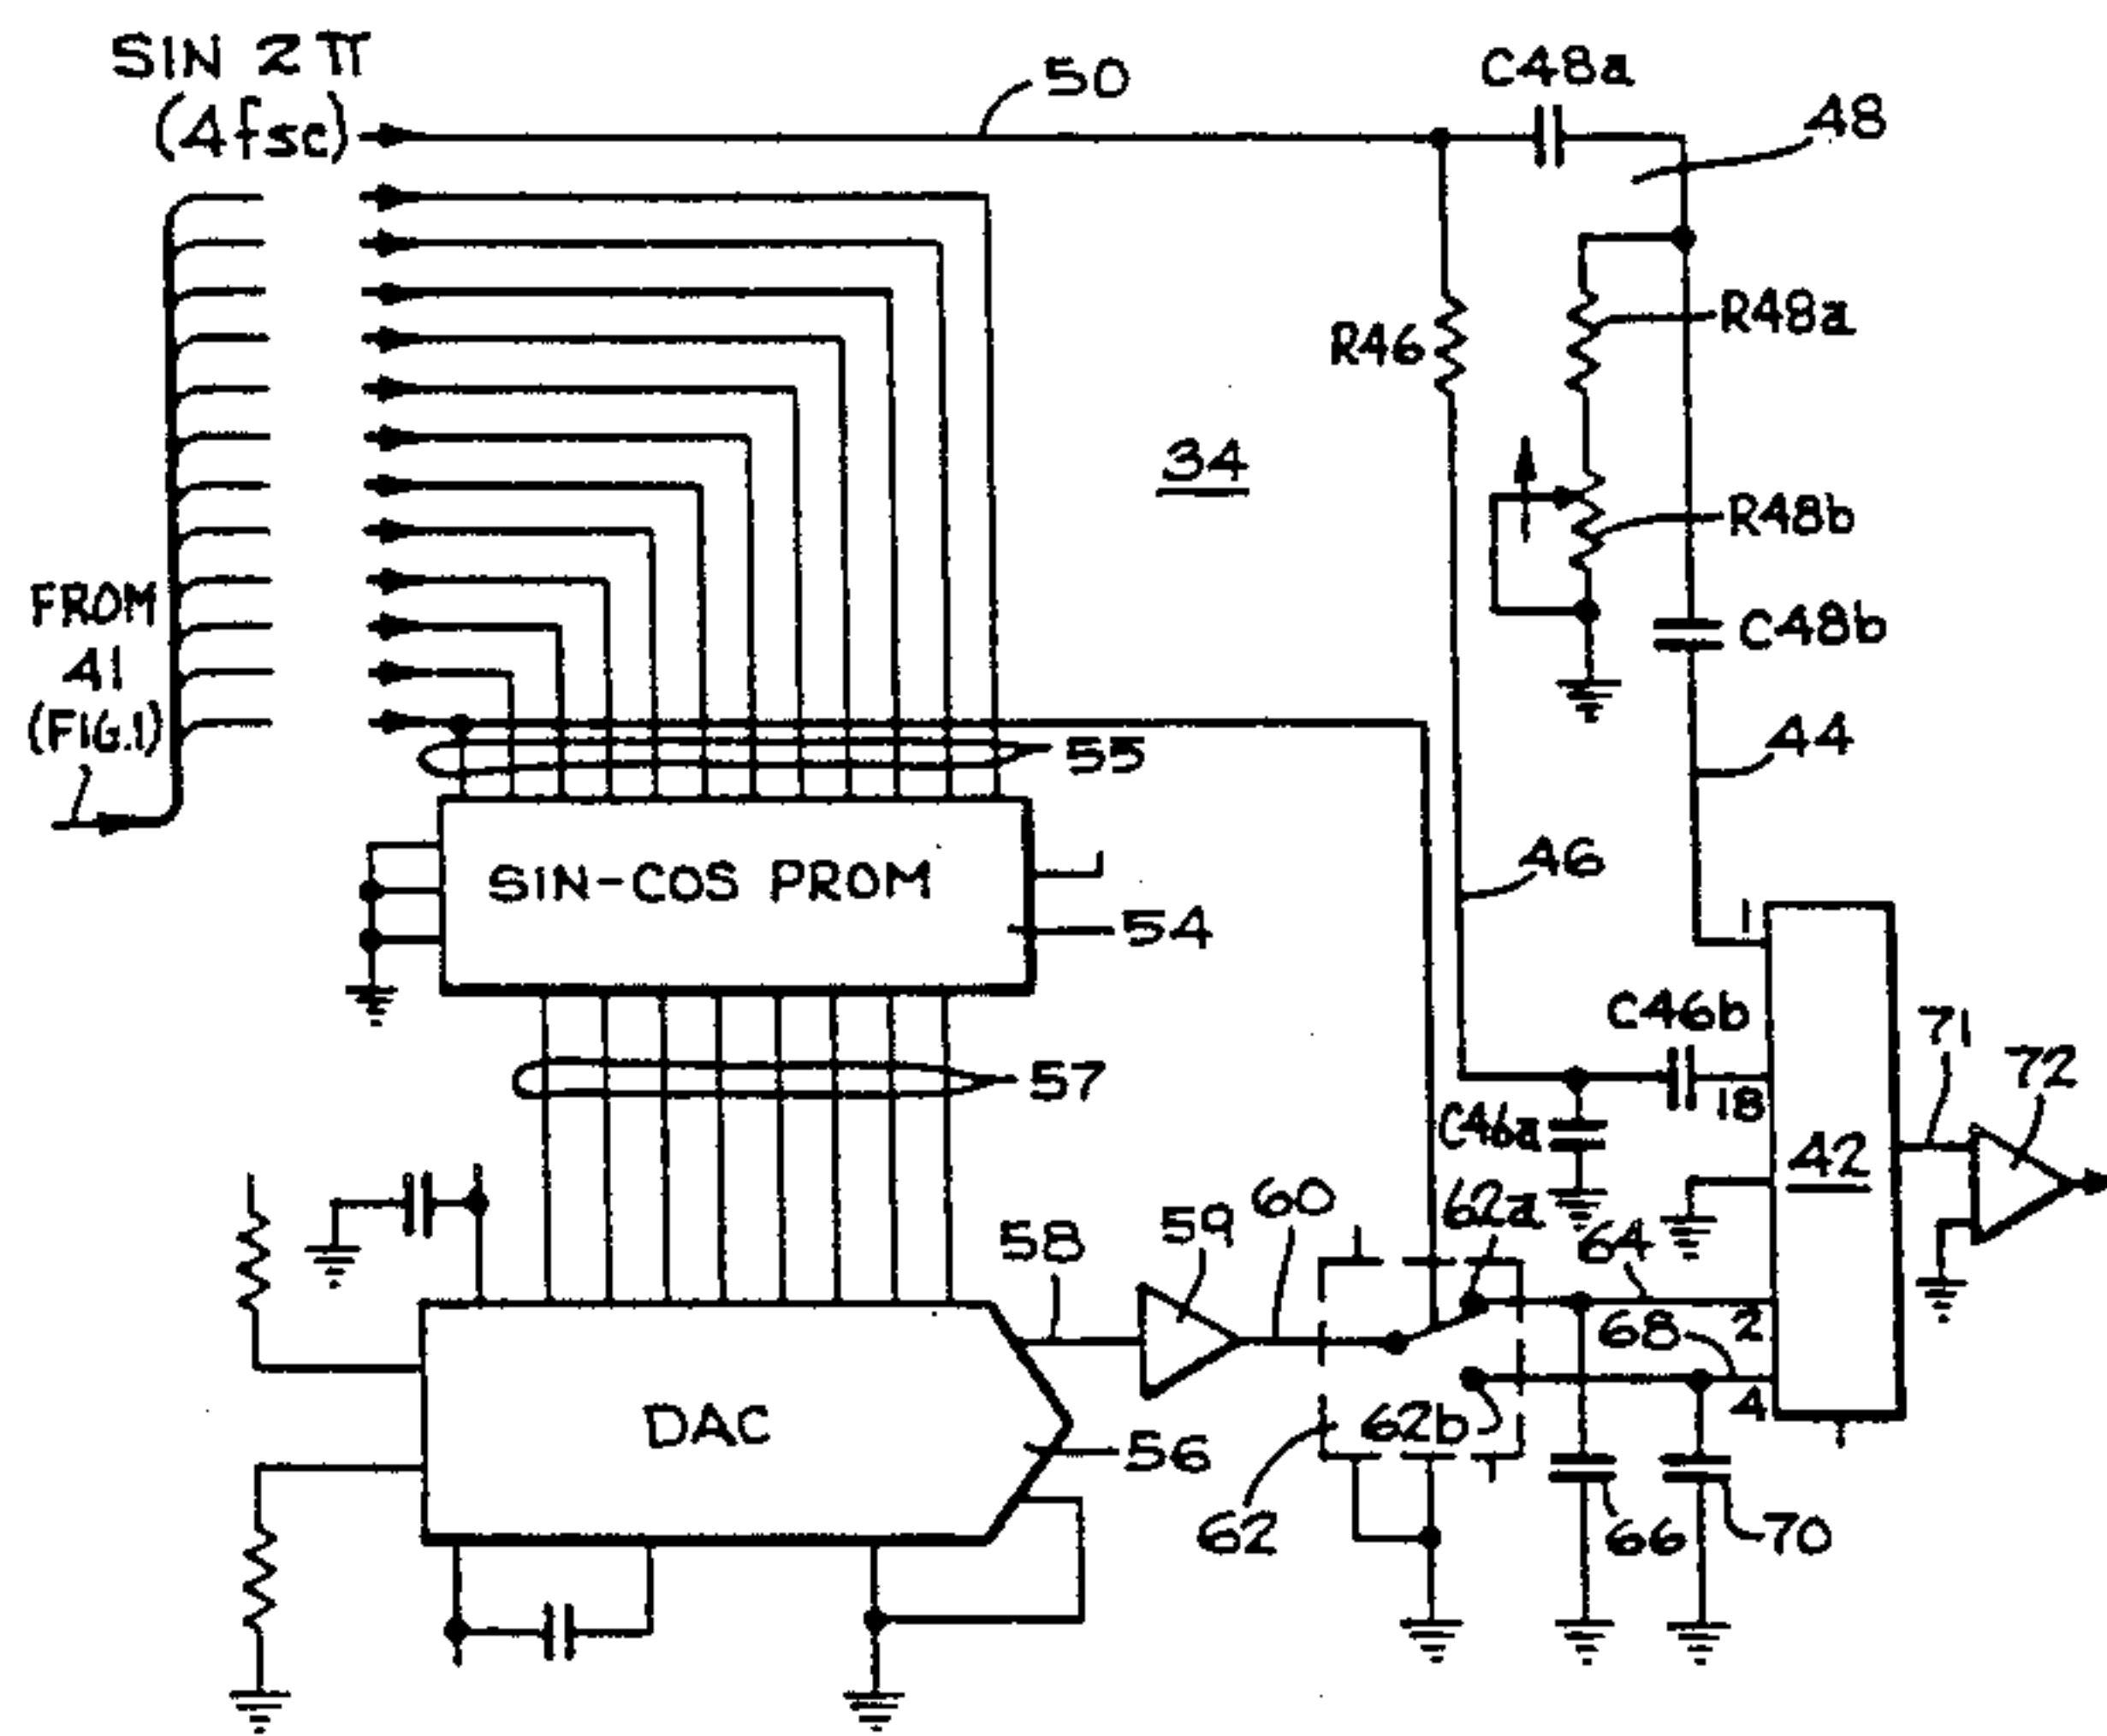 SIN 2 π
(4fsc)
50
C48a
48
R46
R48a
34
R48b
FROM
41
(FIG.1)
C48b
55
44
SIN-COS PROM
46
54
1
C46b
71
57
72
18
C46a
42
58
59
60
62a
64
68
2
DAC
62b
4
56
62
66
70